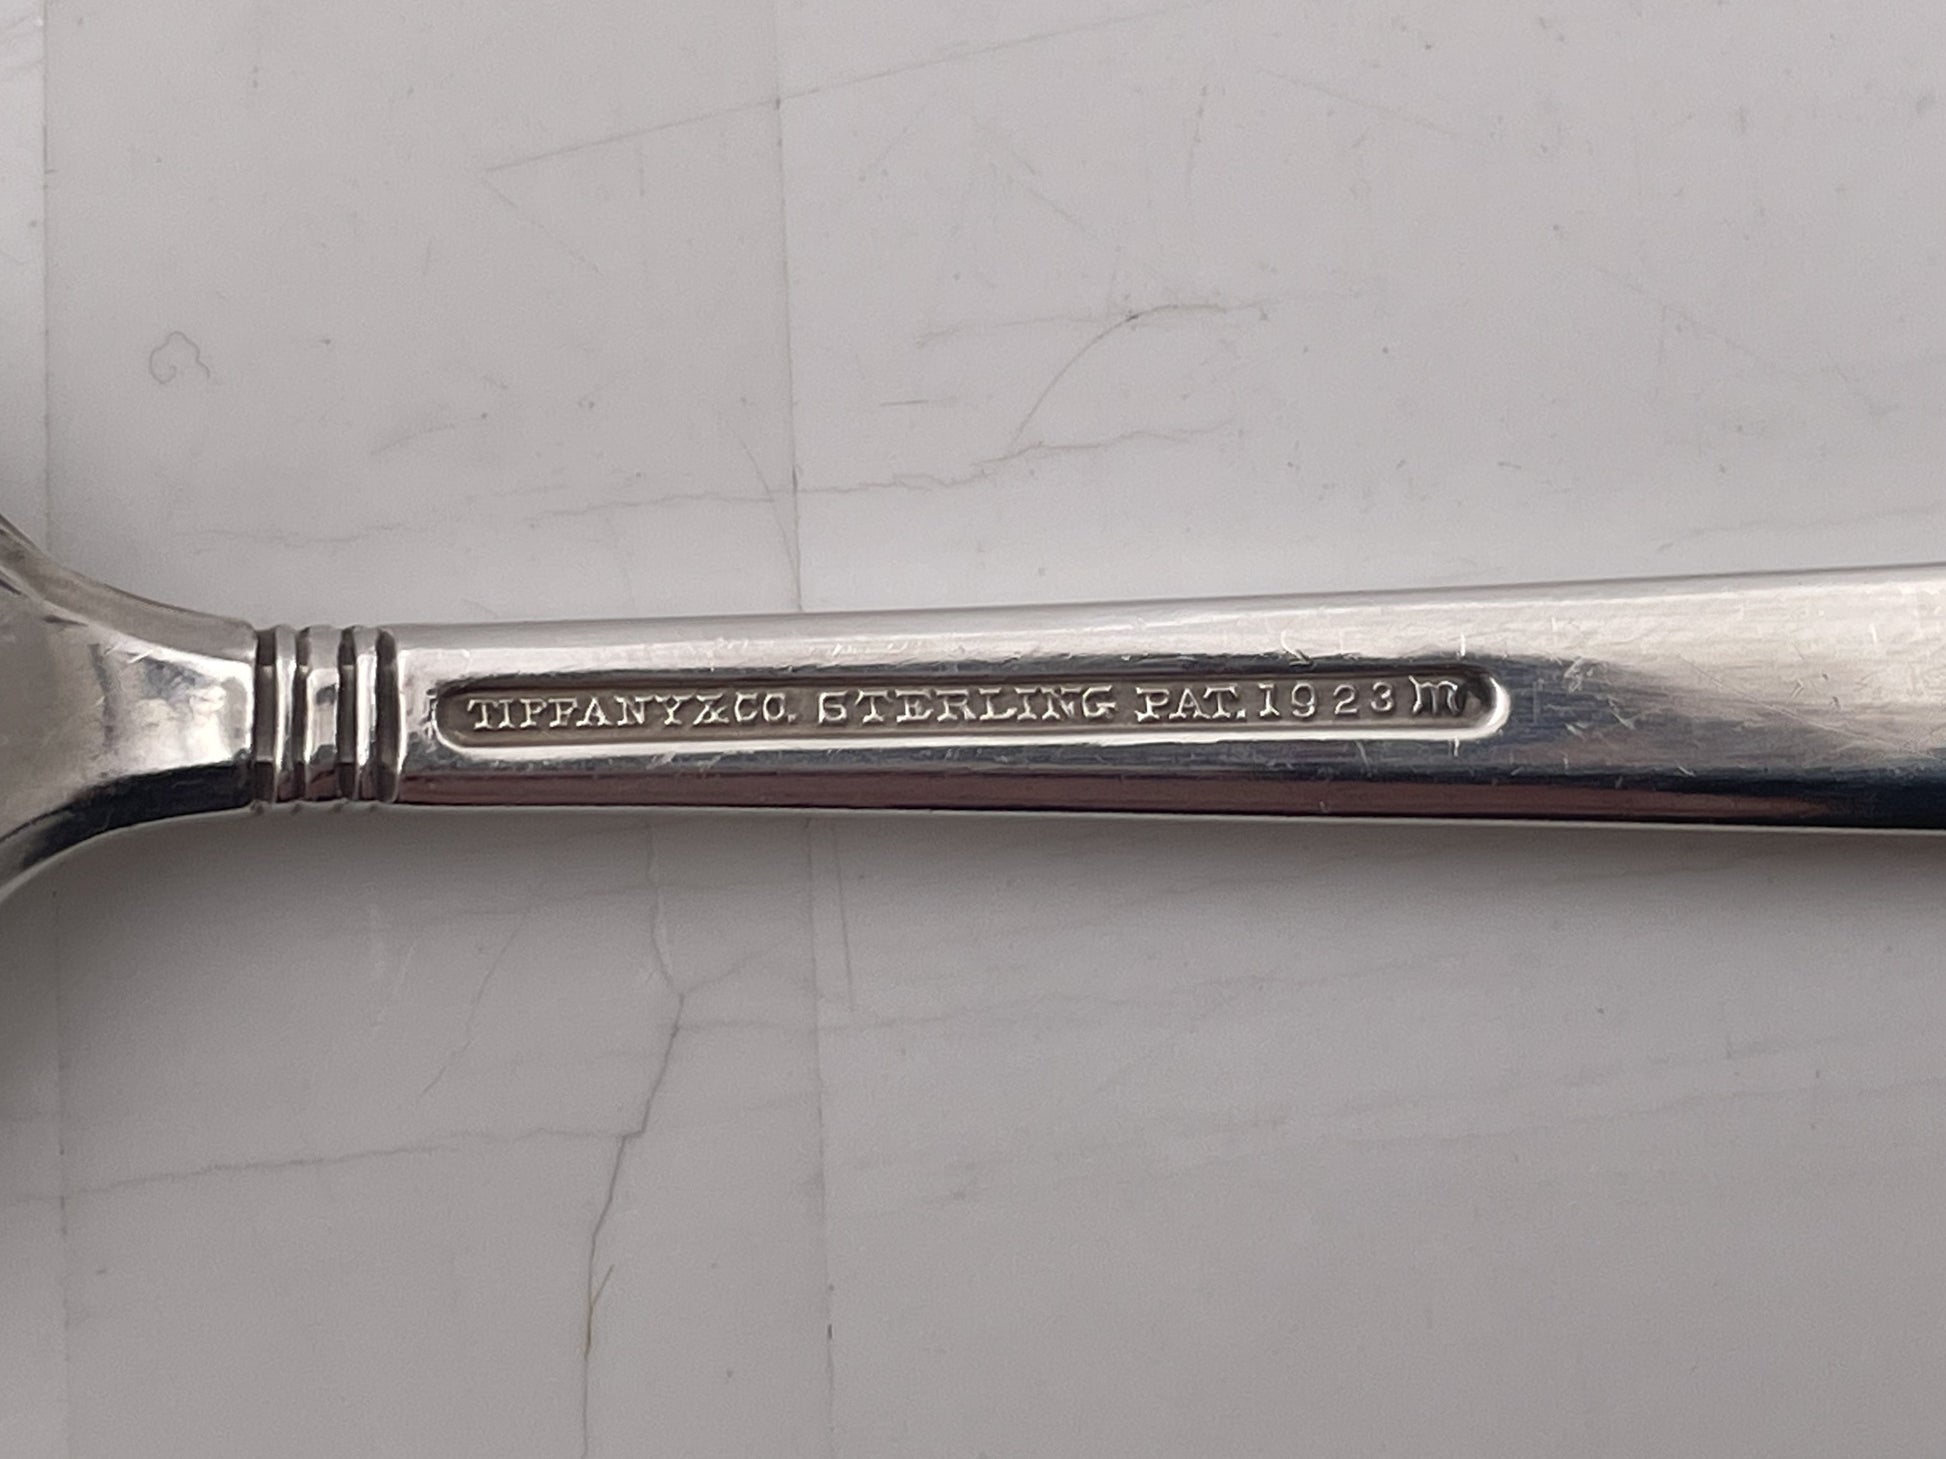 TIFFANY & CO. STERLING PAT. 1923 m